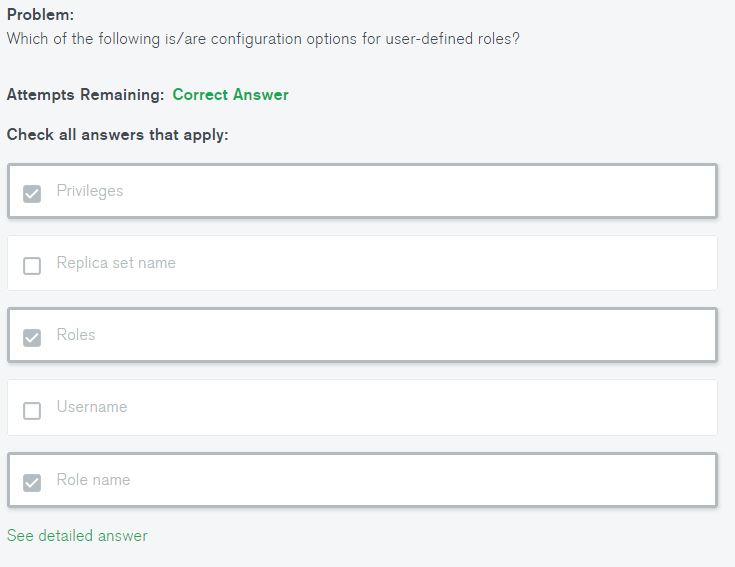 Problem:
Which of the following is/are configuration options for user-defined roles?
Attempts Remaining: Correct Answer
Check all answers that apply:
Privileges
Replica set name
Roles
Username
Role name
See detailed answer